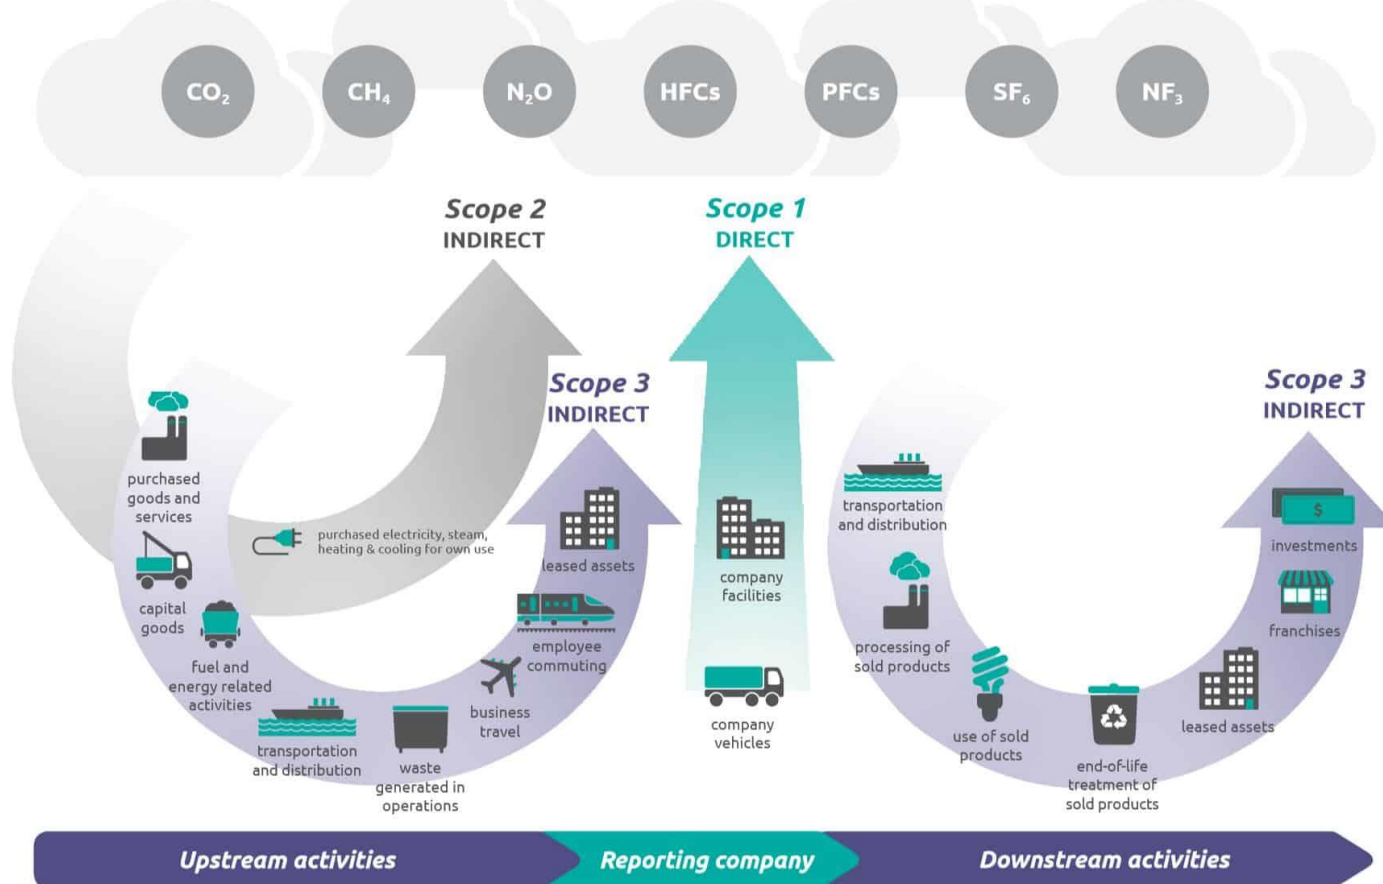 CO₂
CH₄
N₂O
HFCs
PFCs
SF₆
NF₃
Scope 2
INDIRECT
Scope 1
DIRECT
Scope 3
INDIRECT
Scope 3
INDIRECT
purchased
goods and
services
capital
goods
fuel and
energy related
activities
transportation
and distribution
waste
generated in
operations
business
travel
employee
commuting
leased assets
purchased electricity, steam,
heating & cooling for own use
company
facilities
company
vehicles
transportation
and distribution
processing of
sold products
use of sold
products
end-of-life
treatment of
sold products
leased assets
franchises
$
investments
Upstream activities
Reporting company
Downstream activities